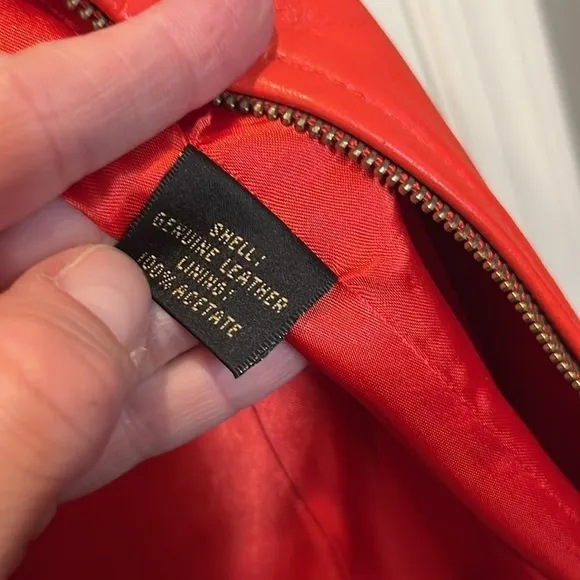 SHELL:
GENUINE LEATHER
LINING:
100% ACETATE